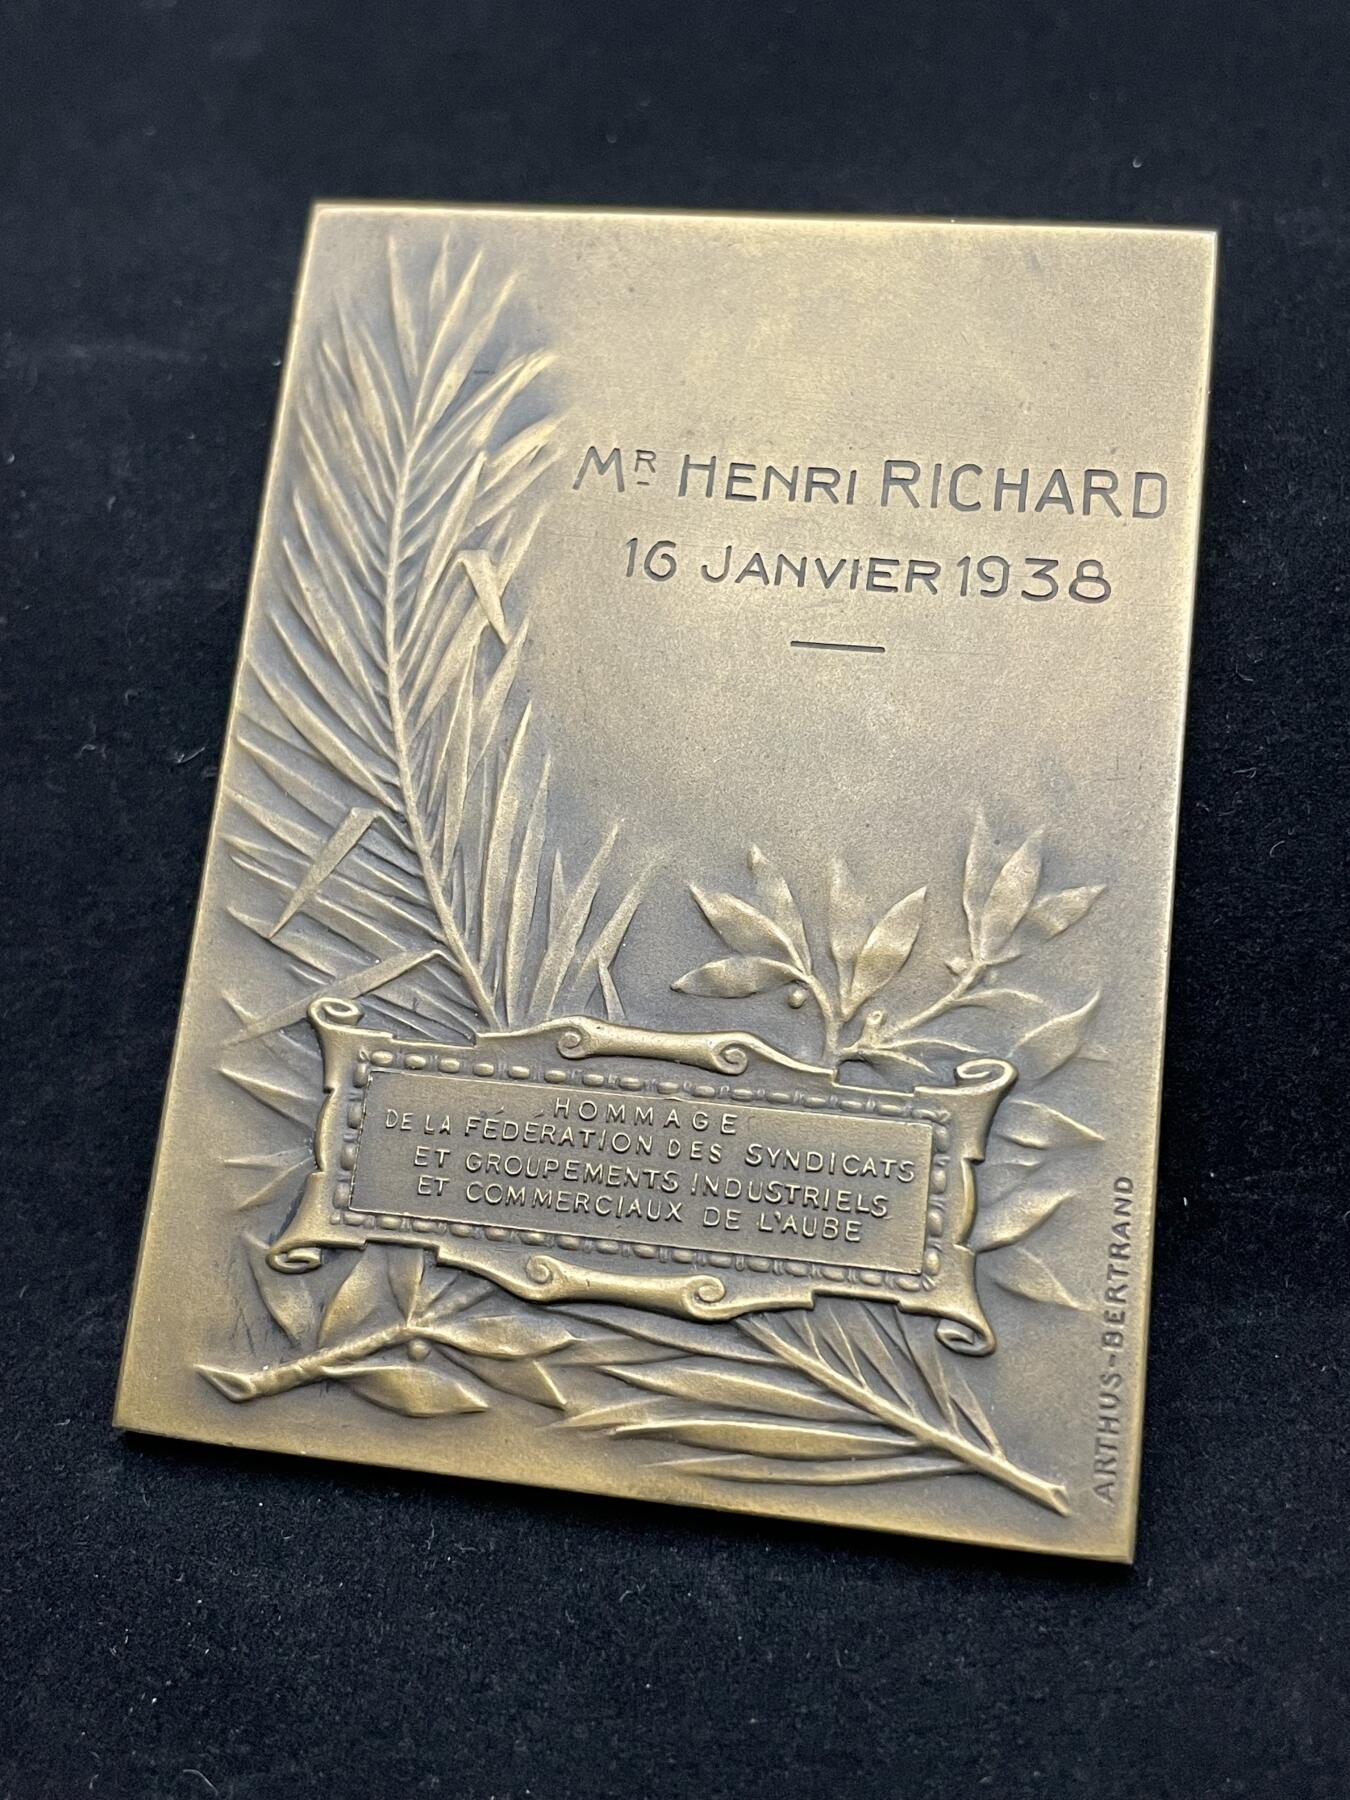 MR HENRI RICHARD
16 JANVIER 1938
HOMMAGE
DE LA FÉDÉRATION DES SYNDICATS
ET GROUPEMENTS INDUSTRIELS
ET COMMERCIAUX DE L'AUBE
ARTHUS-BERTRAND